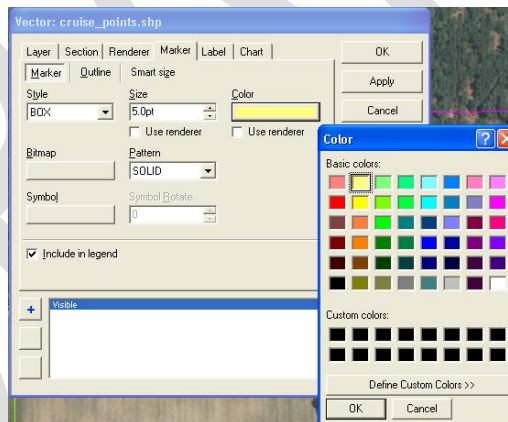 Vector: cruise_points.shp
Layer Section Renderer Marker Label Chart
OK
Marker Outline Smart size
Apply
Style Size Color
Cancel
BOX 5.0pt
Use renderer Use renderer
Bitmap Pattern
SOLID
Symbol Symbol Rotate
0
Include in legend
+ Visible
Color
?
X
Basic colors:
Custom colors:
Define Custom Colors >>
OK Cancel